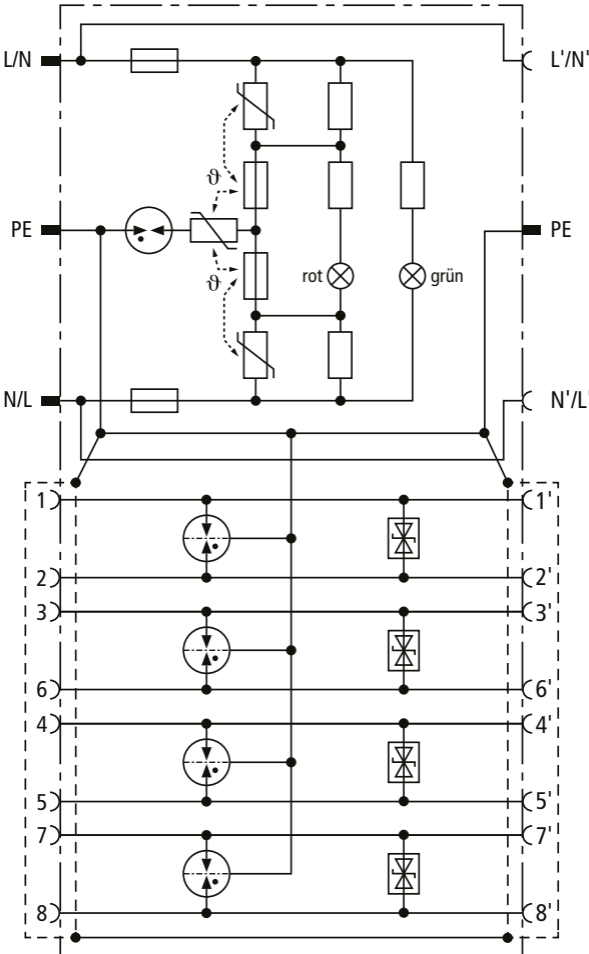 L/N L'/N'
ϑ
PE PE
ϑ
rot grün
N/L N'/L'
1 1'
2 2'
3 3'
6 6'
4 4'
5 5'
7 7'
8 8'